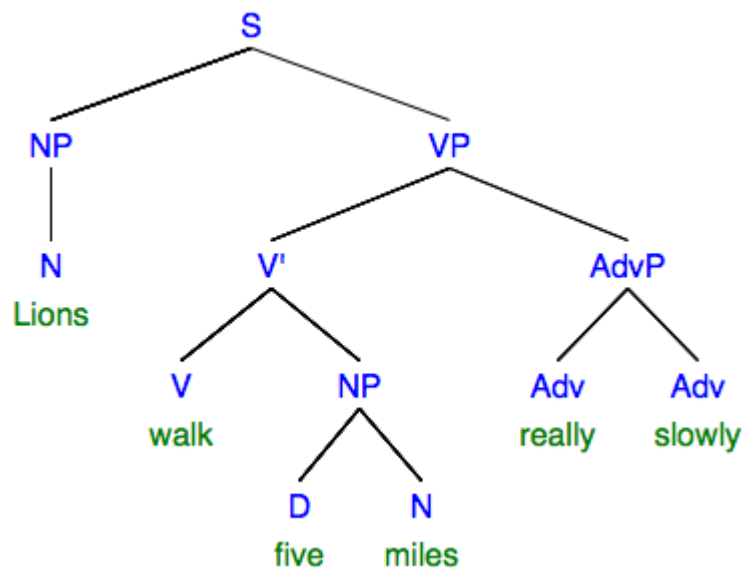 S
NP VP
N V' AdvP
Lions
V NP Adv Adv
walk really slowly
D N
five miles